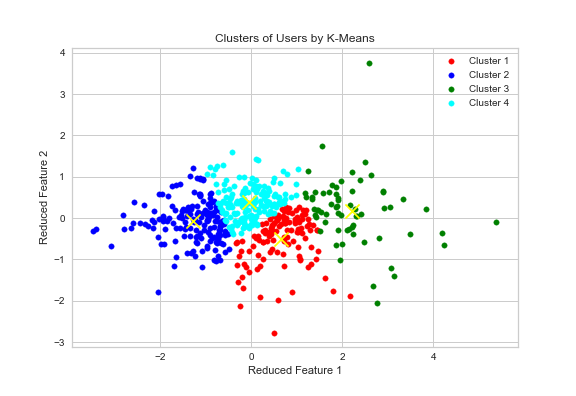 Clusters of Users by K-Means
4
3
2
1
0
−1
−2
−3
Reduced Feature 2
Cluster 1
Cluster 2
Cluster 3
Cluster 4
−2
0
2
4
Reduced Feature 1